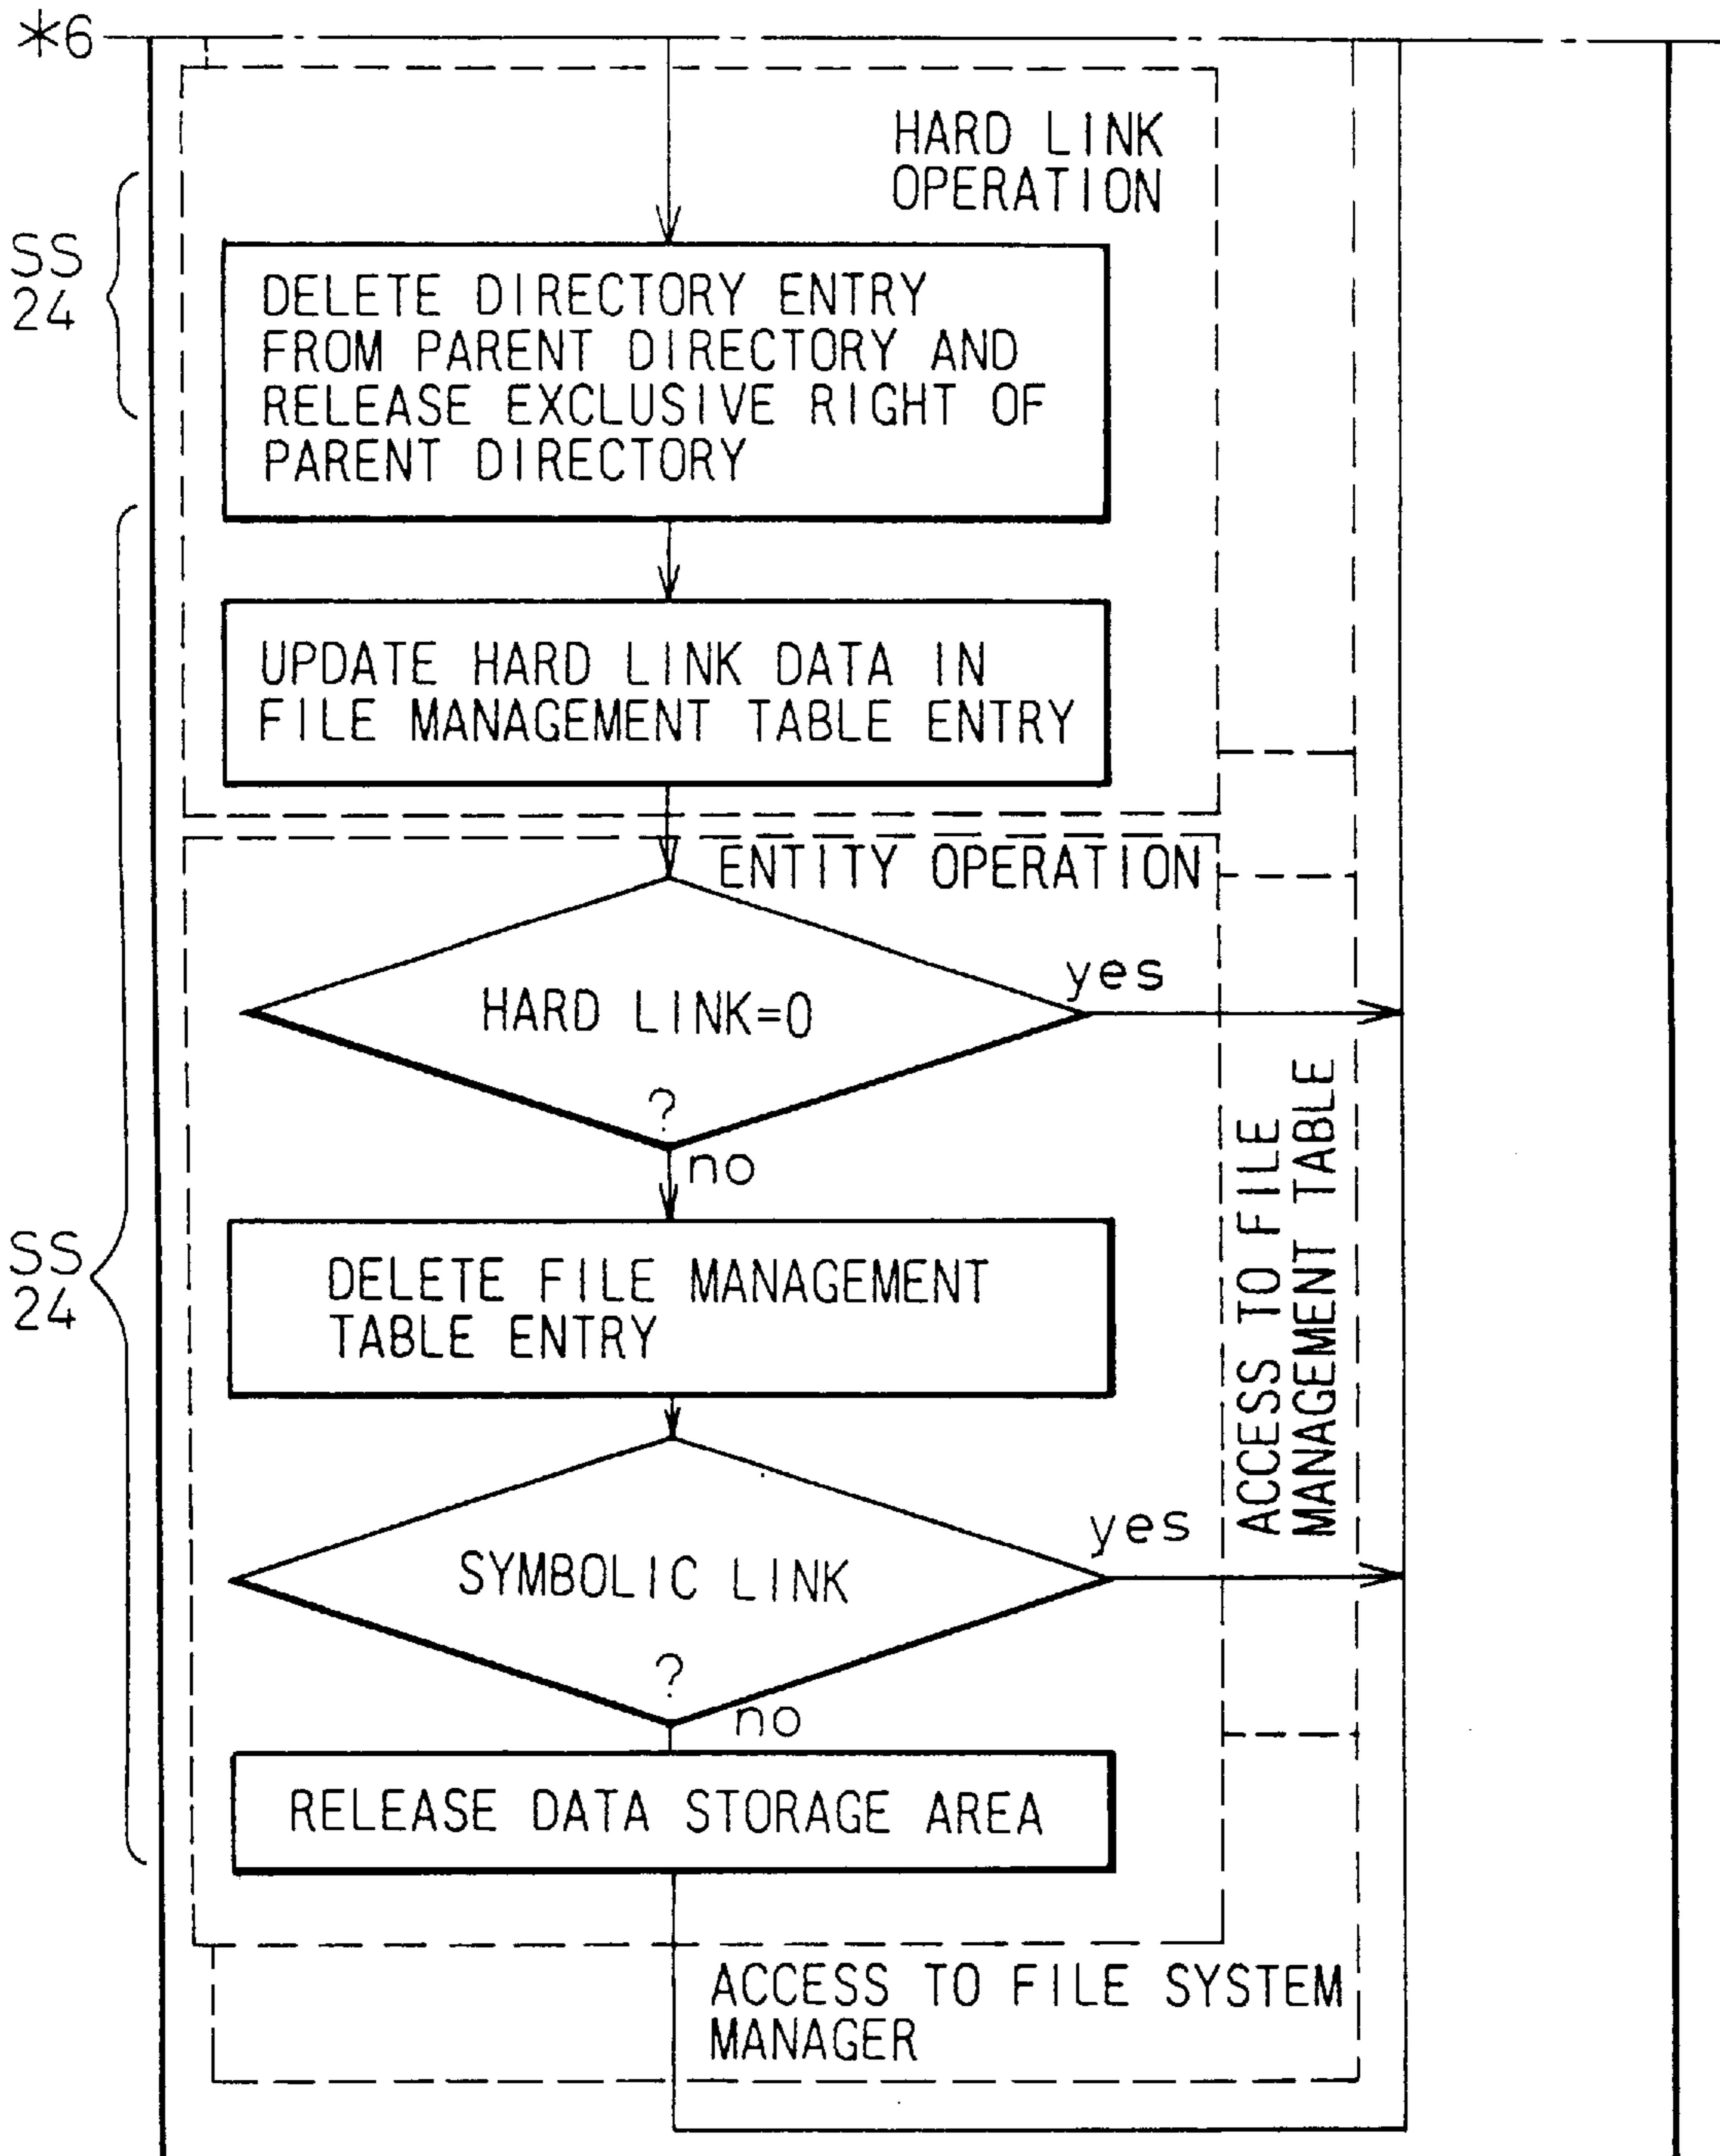 *6
HARD LINK
OPERATION
SS
24
DELETE DIRECTORY ENTRY
FROM PARENT DIRECTORY AND
RELEASE EXCLUSIVE RIGHT OF
PARENT DIRECTORY
UPDATE HARD LINK DATA IN
FILE MANAGEMENT TABLE ENTRY
ENTITY OPERATION
HARD LINK=0
?
yes
no
ACCESS TO FILE
MANAGEMENT TABLE
SS
24
DELETE FILE MANAGEMENT
TABLE ENTRY
SYMBOLIC LINK
?
yes
no
RELEASE DATA STORAGE AREA
ACCESS TO FILE SYSTEM
MANAGER